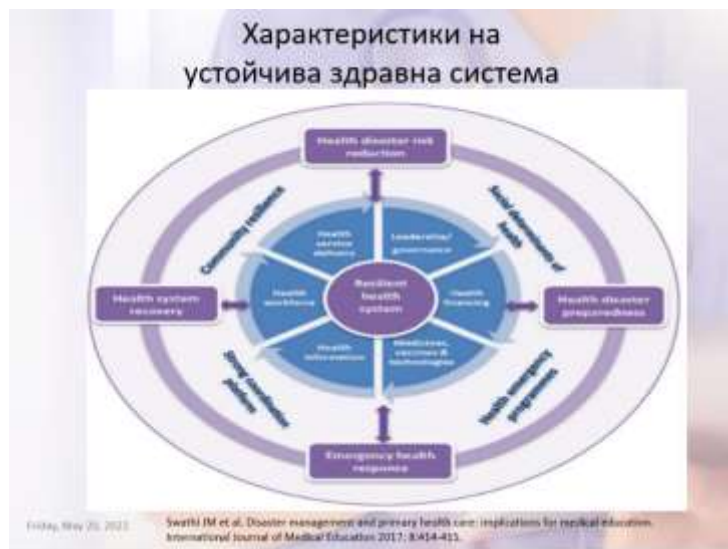 Характеристики на
устойчива здравна система
Health disaster risk
reduction
Community resilience
Social determinants of
health
Health
service
delivery
Leadership/
governance
Health system
recovery
Health
workforce
Resilient
health
system
Health
financing
Health disaster
preparedness
Health
information
Medicines,
vaccines &
technologies
Strong coordination
platform
Health emergency
programmes
Emergency health
response
Friday, May
Swathi JM et al. Disaster management and primary health care: implications for medical education.
International Journal of Medical Education 2017; 8:414-415.